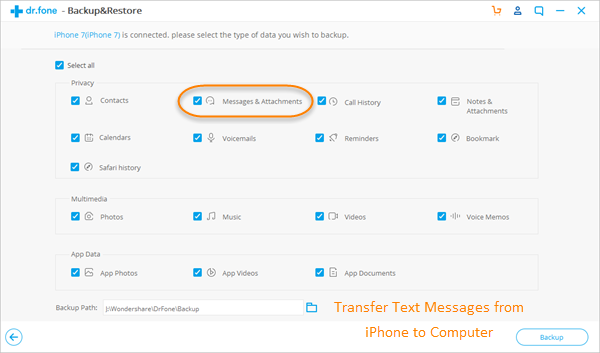 dr.fone - Backup&Restore
iPhone 7(iPhone 7) is connected, please select the type of data you wish to backup.
Select all
Privacy
Contacts Messages & Attachments Call History Notes & Attachments
Calendars Voicemails Reminders Bookmark
Safari history
Multimedia
Photos Music Videos Voice Memos
App Data
App Photos App Videos App Documents
Backup Path: J:\Wondershare\DrFone\Backup
Transfer Text Messages from
iPhone to Computer
Backup